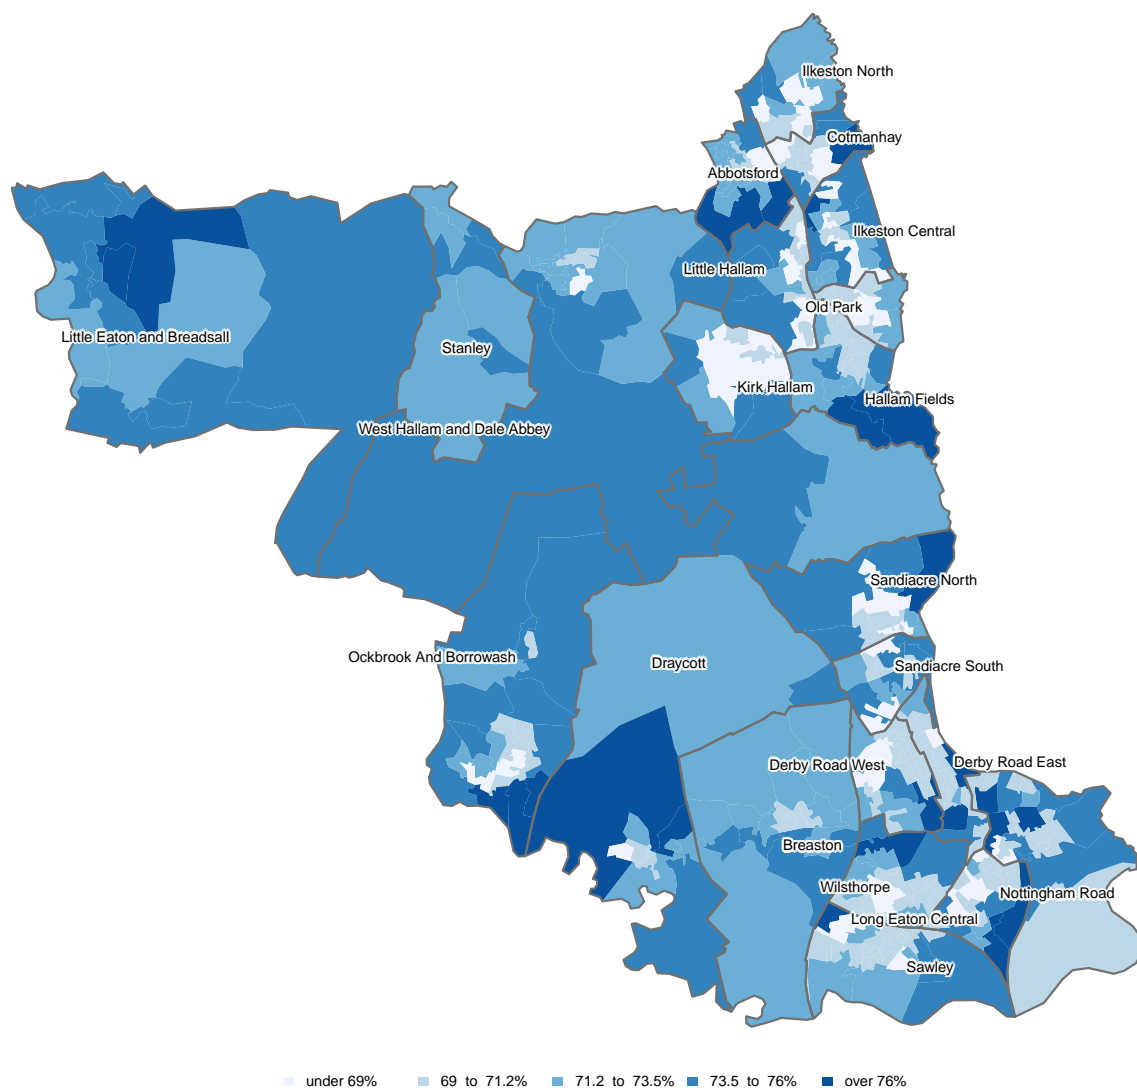 Ilkeston North
Cotmanhay
Abbotsford
Ilkeston Central
Little Hallam
Old Park
Little Eaton and Breadsall
Stanley
Kirk Hallam
Hallam Fields
West Hallam and Dale Abbey
Sandiacre North
Ockbrook And Borrowash
Draycott
Sandiacre South
Derby Road West
Derby Road East
Breaston
Wilsthorpe
Nottingham Road
Long Eaton Central
Sawley
under 69% 69 to 71.2% 71.2 to 73.5% 73.5 to 76% over 76%